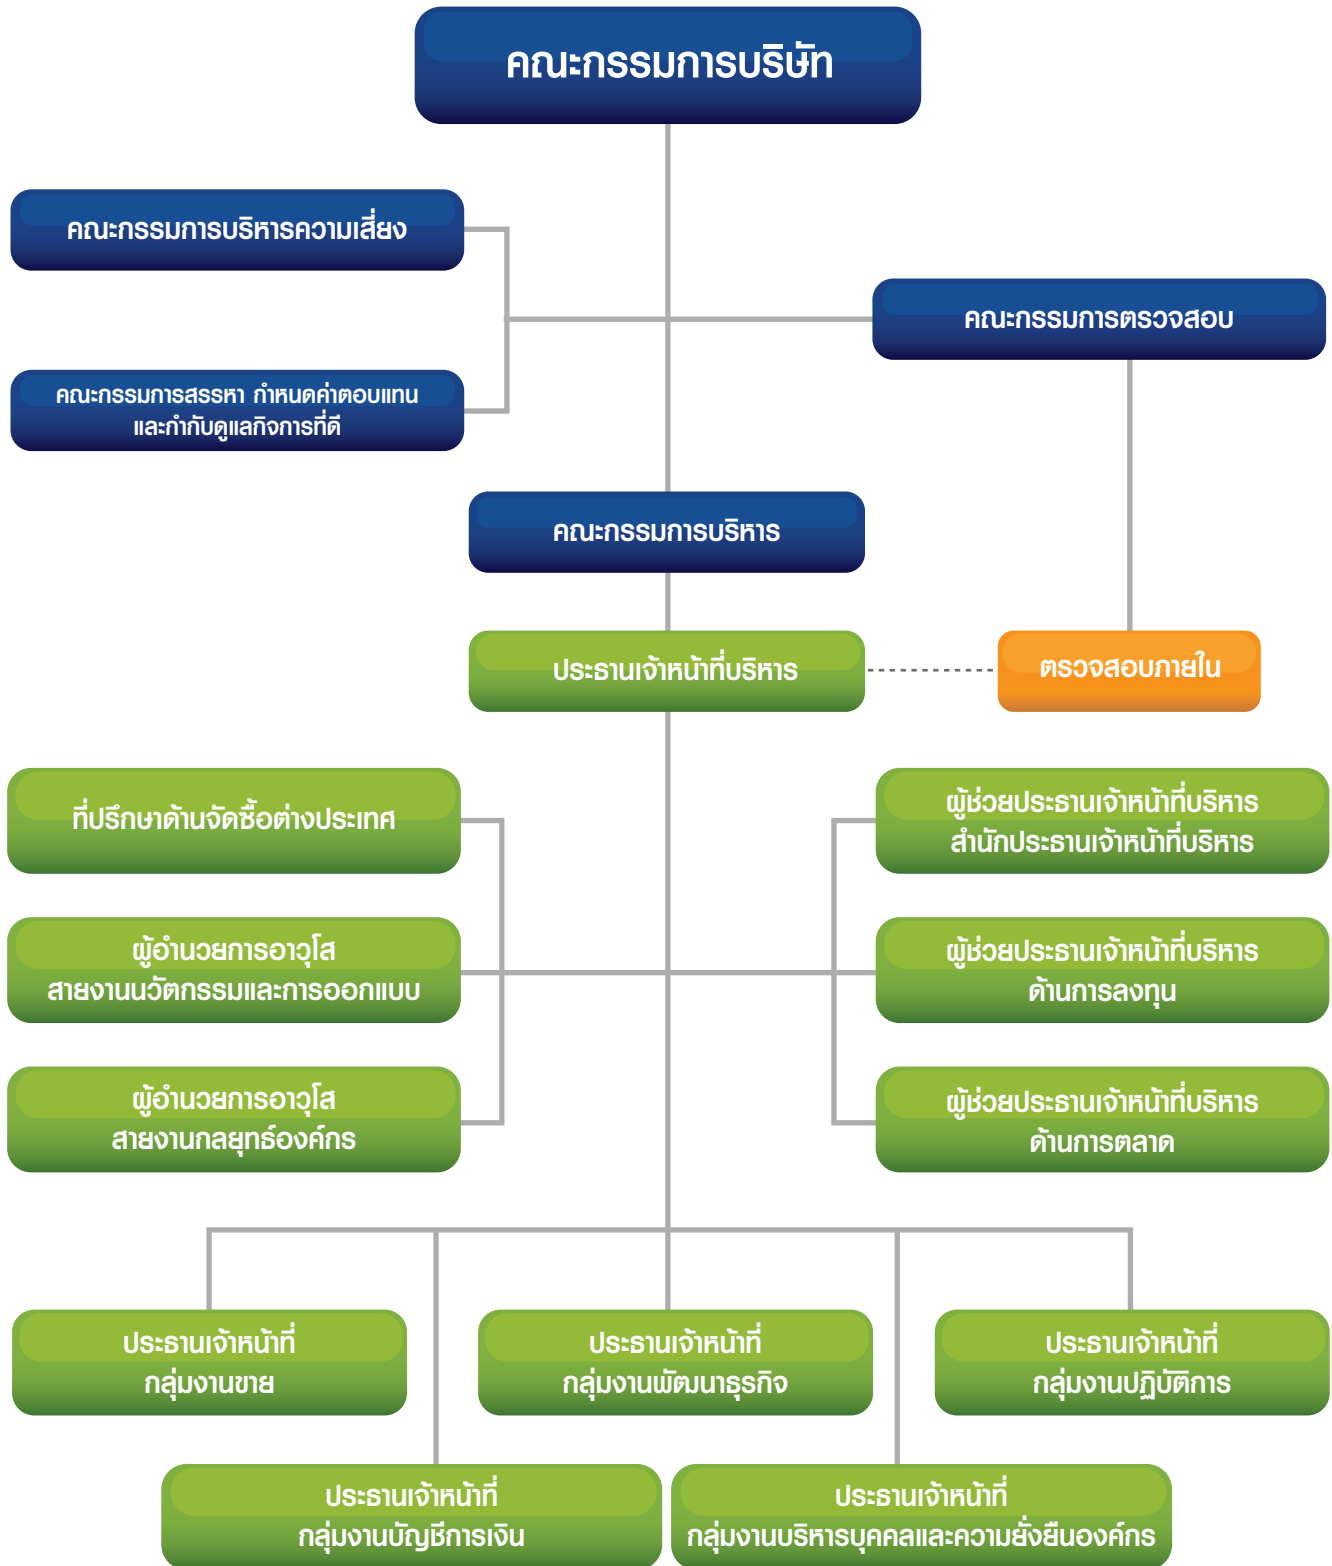 คณะกรรมการบริษัท
คณะกรรมการบริหารความเสี่ยง
คณะกรรมการตรวจสอบ
คณะกรรมการสรรหา กำหนดค่าตอบแทน
และกำกับดูแลกิจการที่ดี
คณะกรรมการบริหาร
ประธานเจ้าหน้าที่บริหาร
ตรวจสอบภายใน
ที่ปรึกษาด้านจัดซื้อต่างประเทศ
ผู้ช่วยประธานเจ้าหน้าที่บริหาร
สำนักประธานเจ้าหน้าที่บริหาร
ผู้อำนวยการอาวุโส
สายงานนวัตกรรมและการออกแบบ
ผู้ช่วยประธานเจ้าหน้าที่บริหาร
ด้านการลงทุน
ผู้อำนวยการอาวุโส
สายงานกลยุทธ์องค์กร
ผู้ช่วยประธานเจ้าหน้าที่บริหาร
ด้านการตลาด
ประธานเจ้าหน้าที่
กลุ่มงานขาย
ประธานเจ้าหน้าที่
กลุ่มงานพัฒนาธุรกิจ
ประธานเจ้าหน้าที่
กลุ่มงานปฏิบัติการ
ประธานเจ้าหน้าที่
กลุ่มงานบัญชีการเงิน
ประธานเจ้าหน้าที่
กลุ่มงานบริหารบุคคลและความยั่งยืนองค์กร